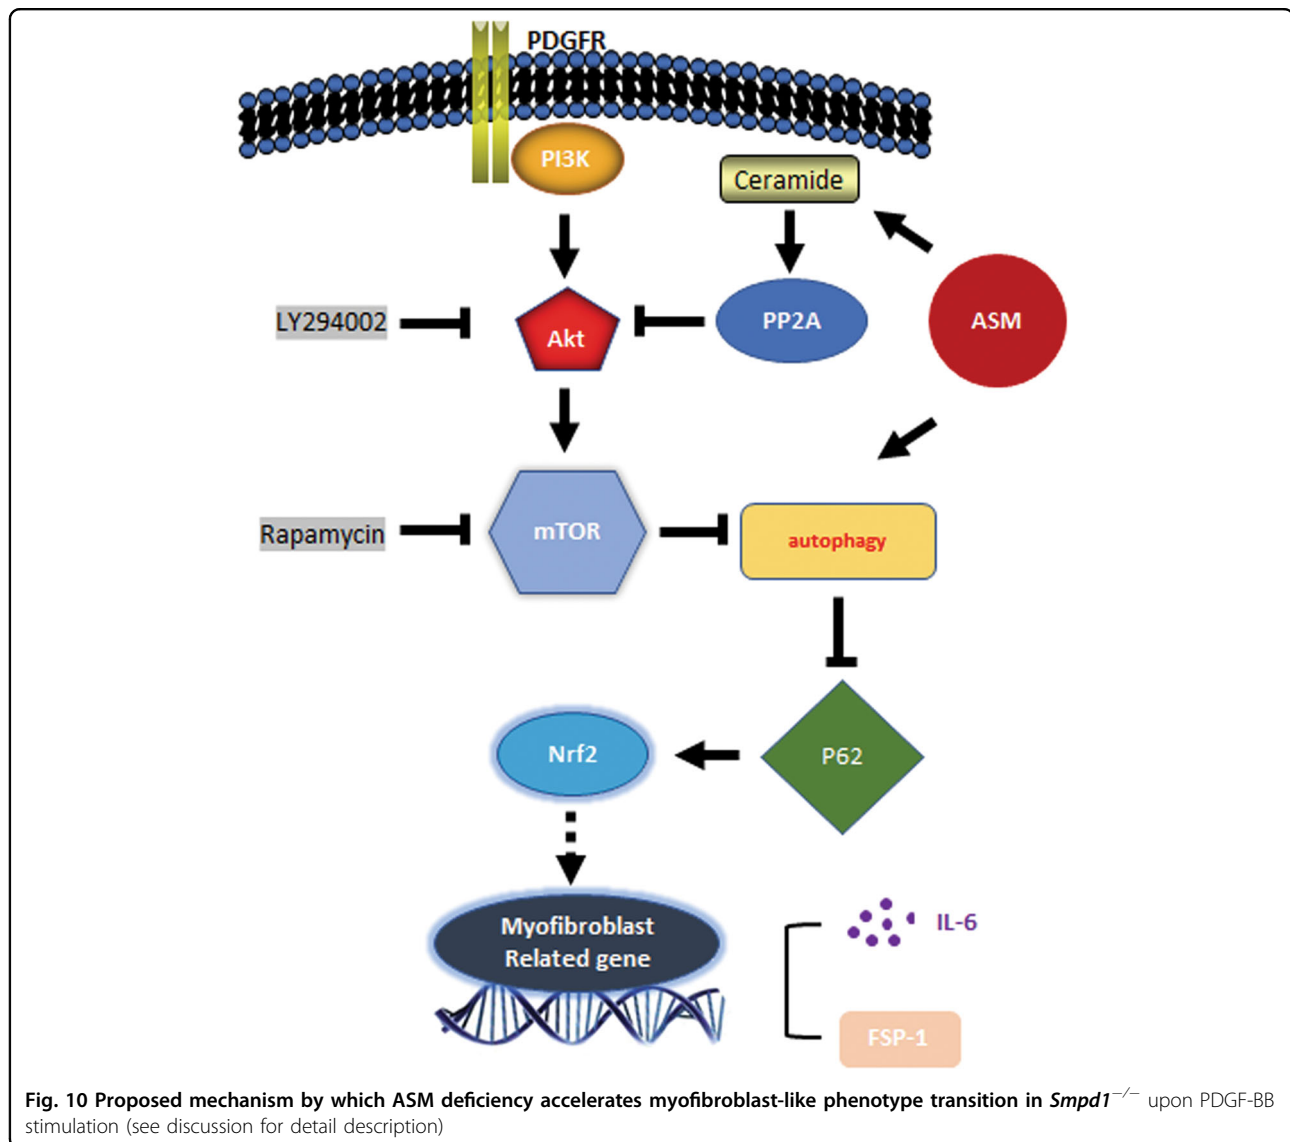 PDGFR
PI3K
Ceramide
LY294002
Akt
PP2A
ASM
Rapamycin
mTOR
autophagy
Nrf2
P62
Myofibroblast
Related gene
IL-6
FSP-1
Fig. 10 Proposed mechanism by which ASM deficiency accelerates myofibroblast-like phenotype transition in Smpd1−/− upon PDGF-BB
stimulation (see discussion for detail description)